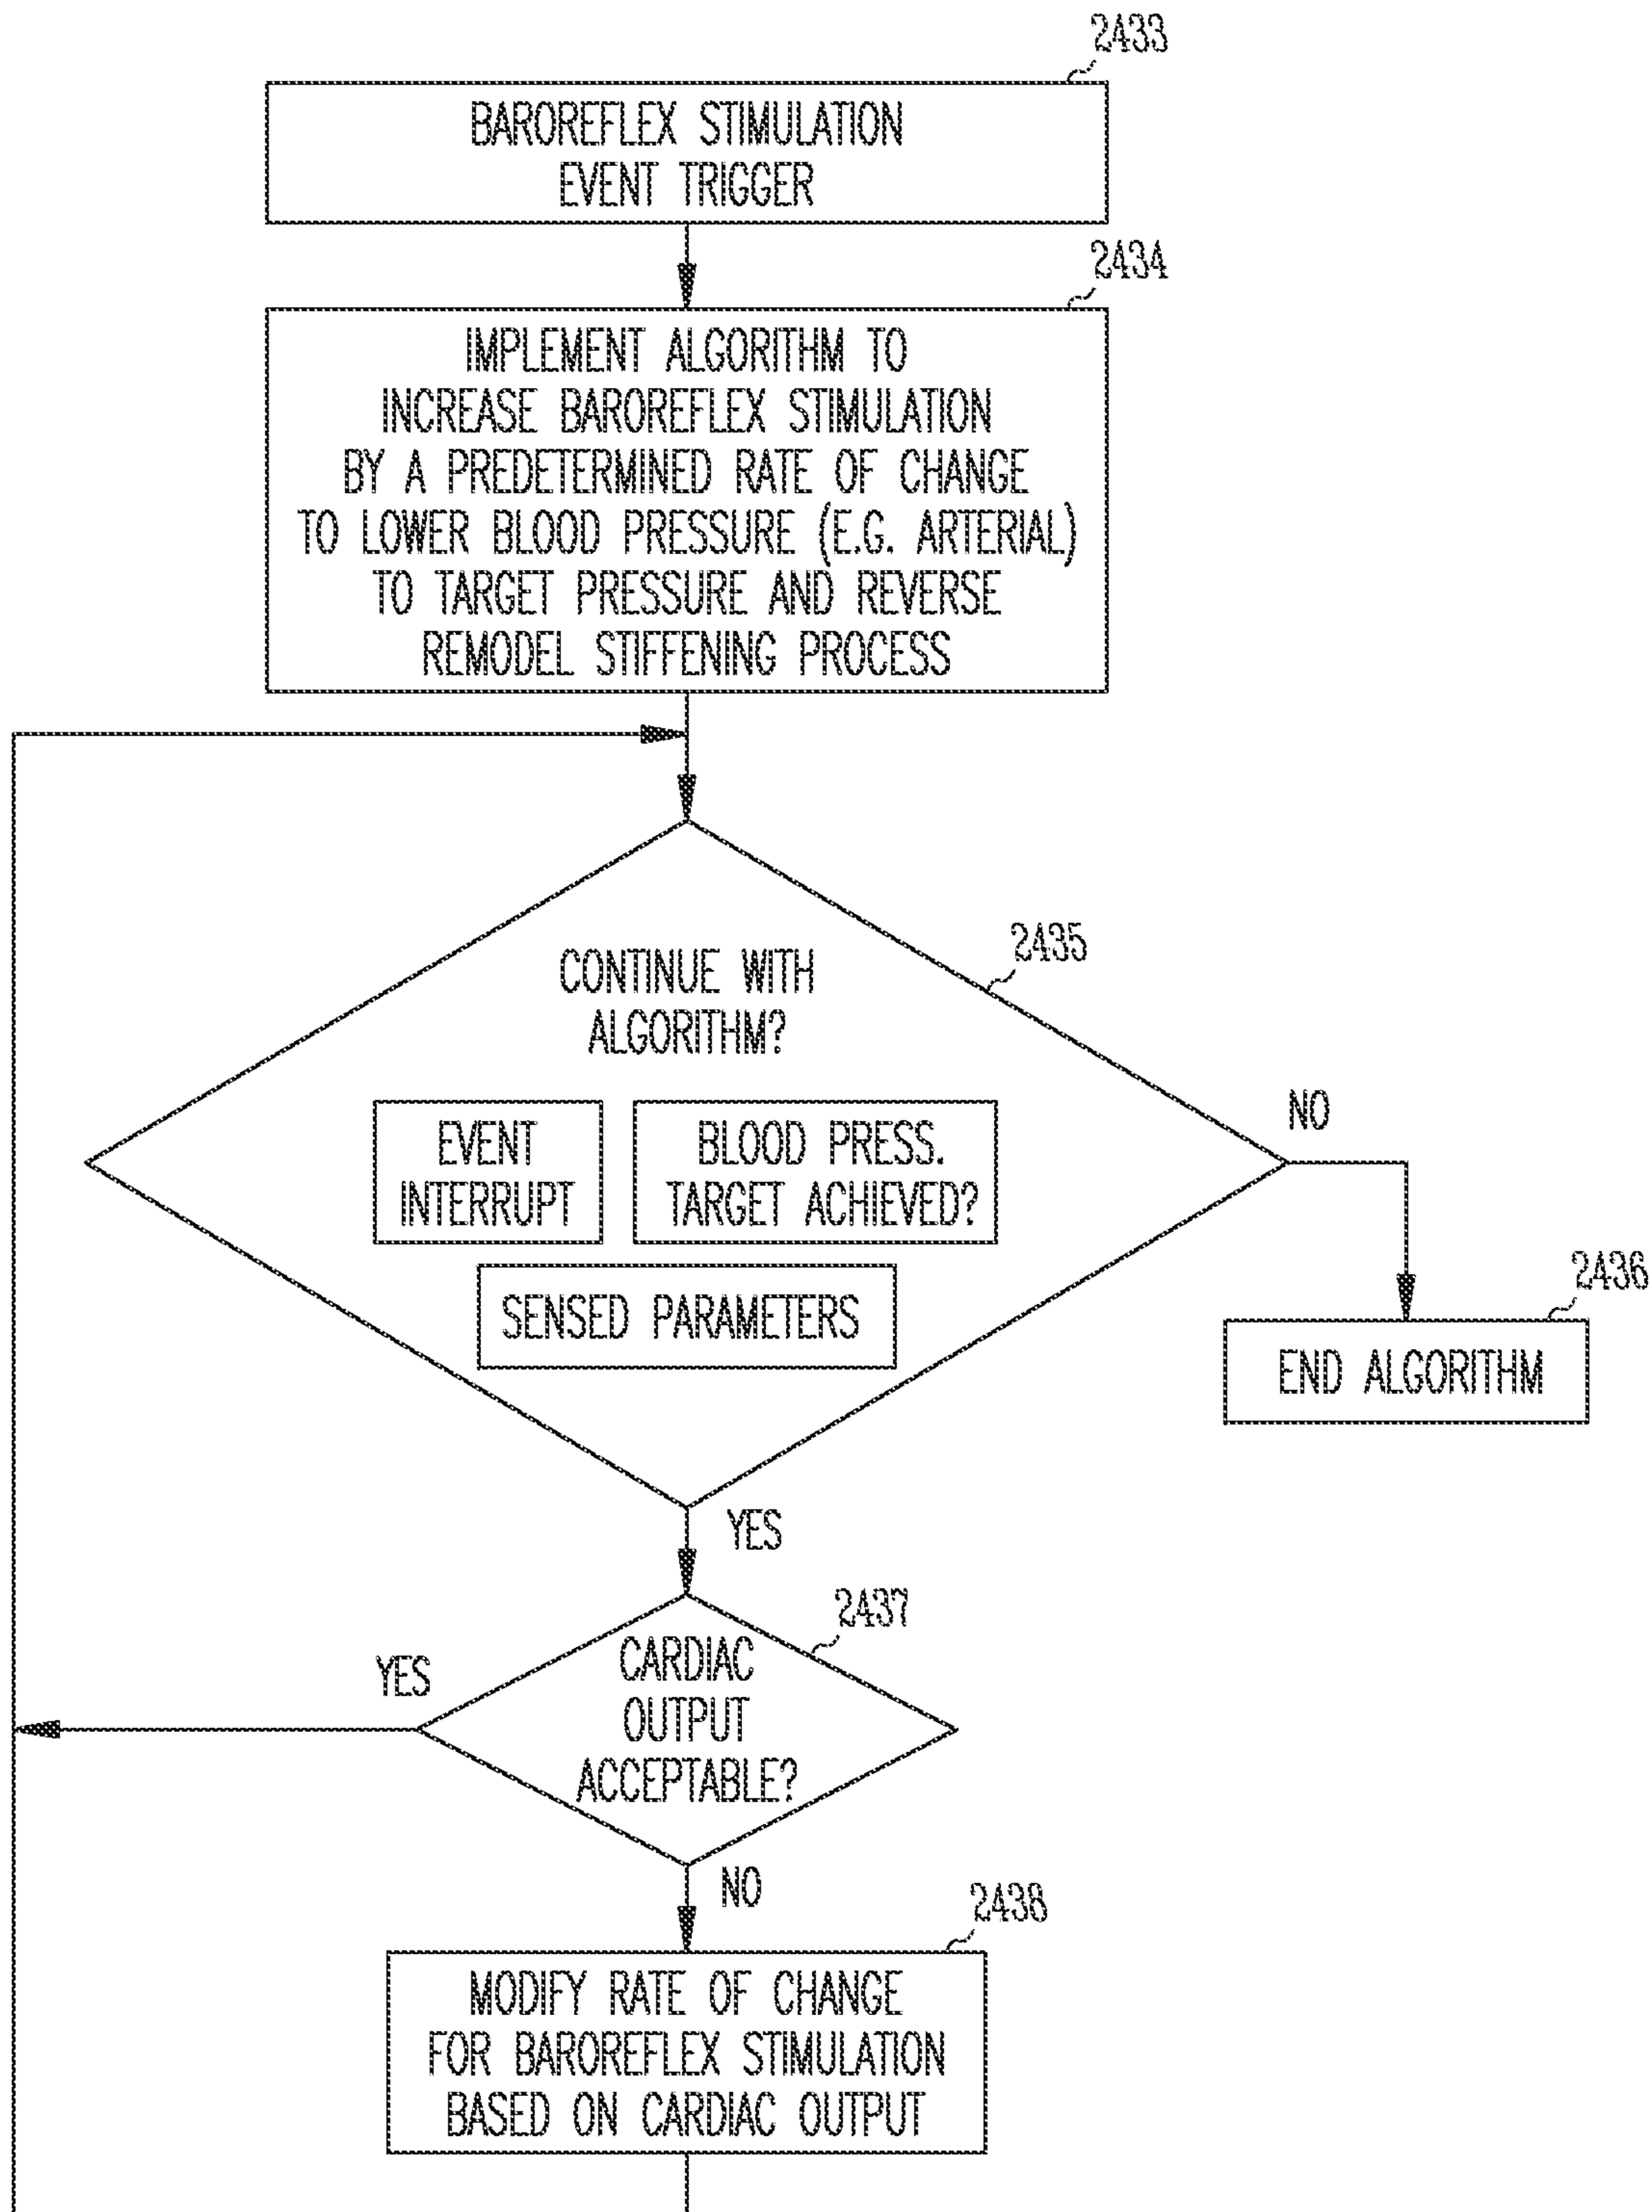 2433
BAROREFLEX STIMULATION
EVENT TRIGGER
2434
IMPLEMENT ALGORITHM TO
INCREASE BAROREFLEX STIMULATION
BY A PREDETERMINED RATE OF CHANGE
TO LOWER BLOOD PRESSURE (E.G. ARTERIAL)
TO TARGET PRESSURE AND REVERSE
REMODEL STIFFENING PROCESS
2435
CONTINUE WITH
ALGORITHM?
NO
EVENT
INTERRUPT
BLOOD PRESS.
TARGET ACHIEVED?
SENSED PARAMETERS
2436
END ALGORITHM
YES
2437
CARDIAC
OUTPUT
ACCEPTABLE?
YES
NO
2438
MODIFY RATE OF CHANGE
FOR BAROREFLEX STIMULATION
BASED ON CARDIAC OUTPUT